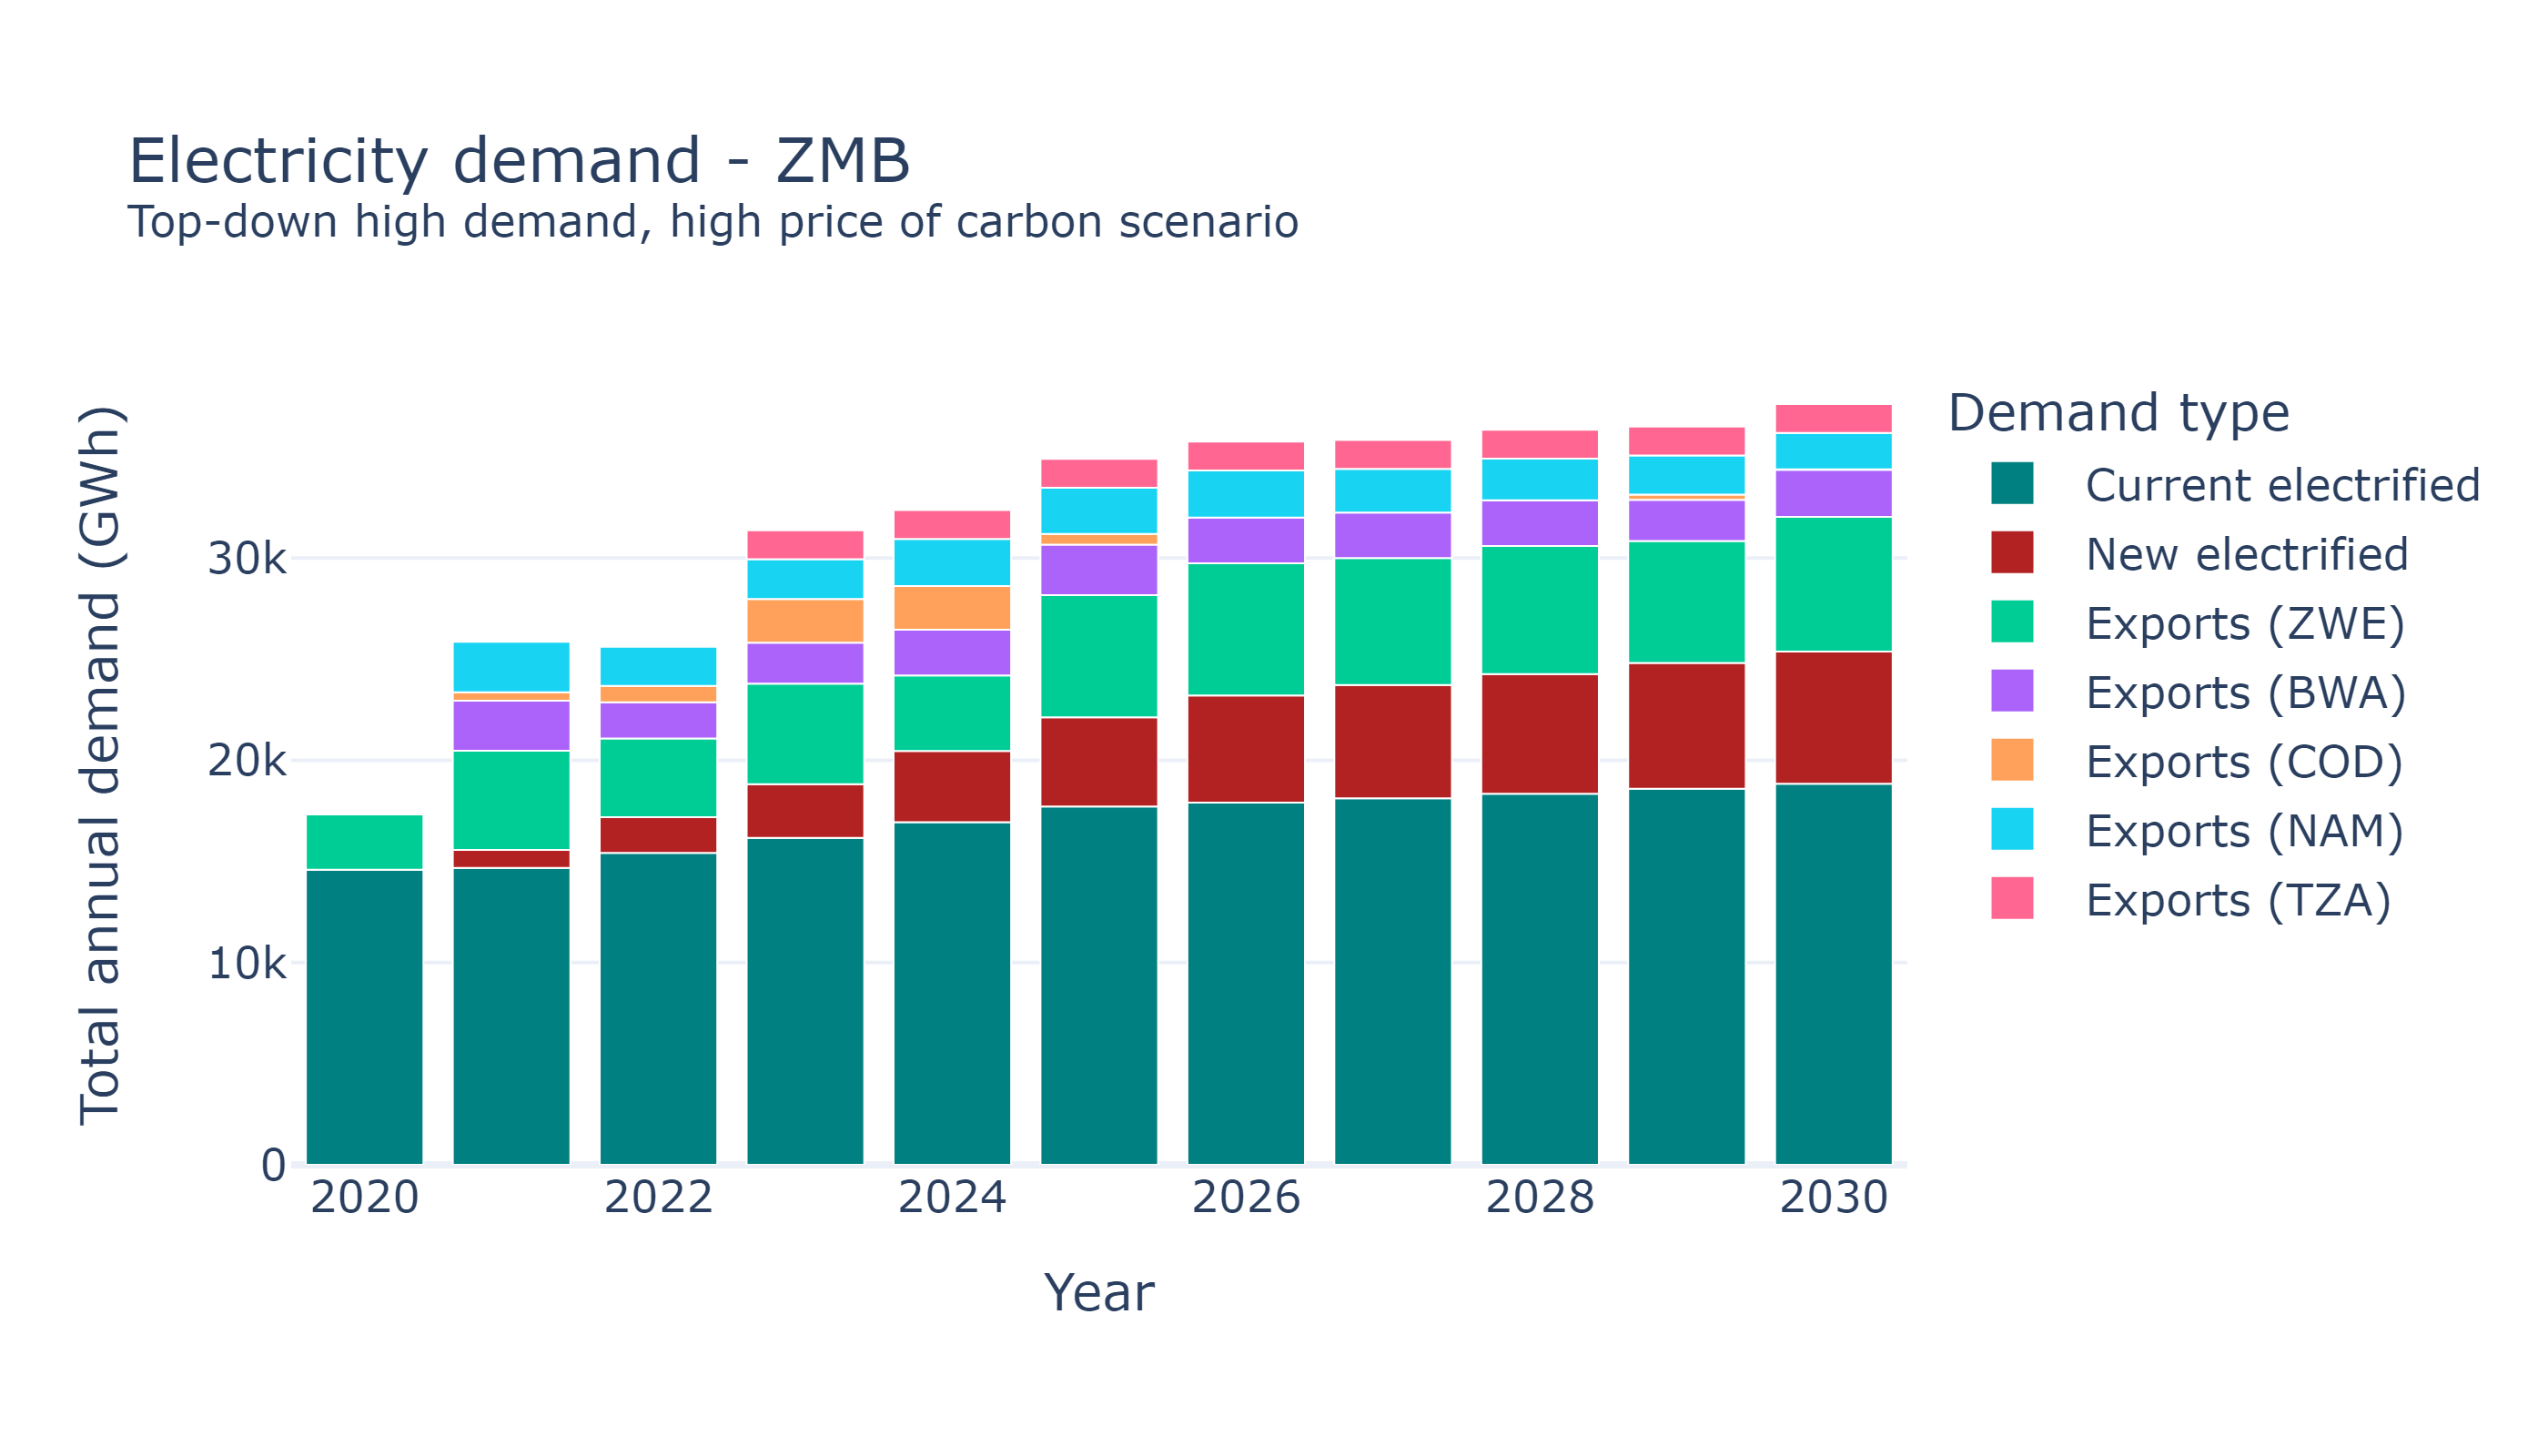 Electricity demand - ZMB
Top-down high demand, high price of carbon scenario
Total annual demand (GWh)
30k
20k
10k
0
2020
2022
2024
2026
2028
2030
Year
Demand type
Current electrified
New electrified
Exports (ZWE)
Exports (BWA)
Exports (COD)
Exports (NAM)
Exports (TZA)